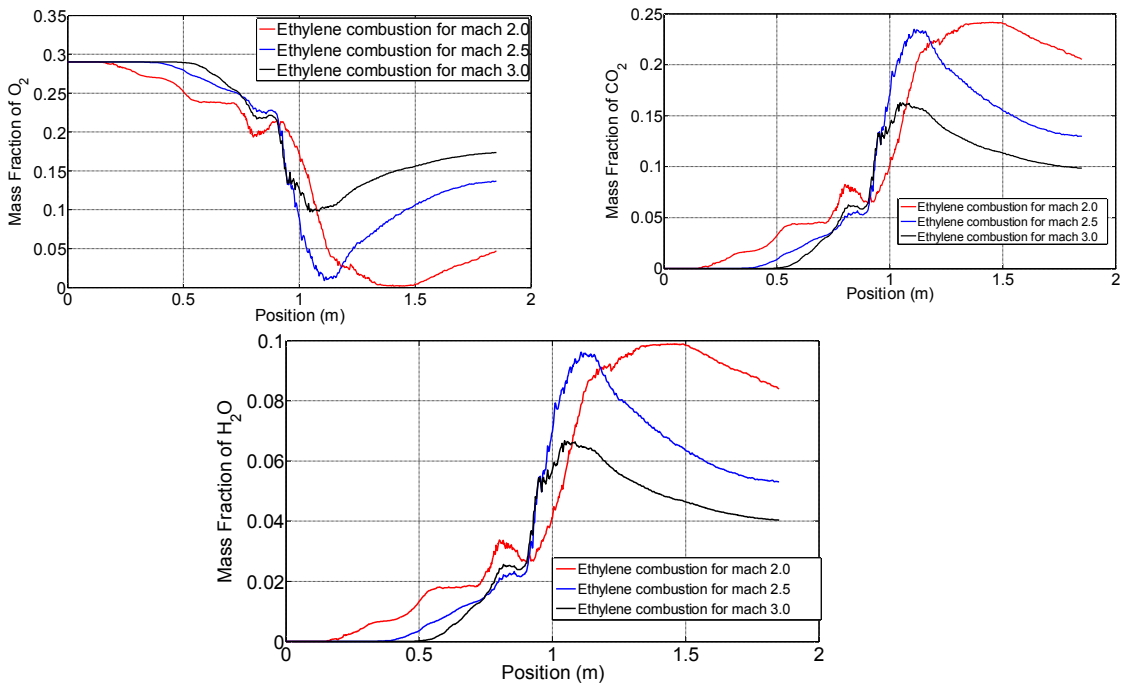 0.35
0.3
0.25
0.2
0.15
0.1
0.05
0
Mass Fraction of O2
Ethylene combustion for mach 2.0
Ethylene combustion for mach 2.5
Ethylene combustion for mach 3.0
0 0.5 1 1.5 2
Position (m)
0.25
0.2
0.15
0.1
0.05
0
Mass Fraction of CO2
Ethylene combustion for mach 2.0
Ethylene combustion for mach 2.5
Ethylene combustion for mach 3.0
0 0.5 1 1.5 2
Position (m)
0.1
0.08
0.06
0.04
0.02
0
Mass Fraction of H2O
Ethylene combustion for mach 2.0
Ethylene combustion for mach 2.5
Ethylene combustion for mach 3.0
0 0.5 1 1.5 2
Position (m)